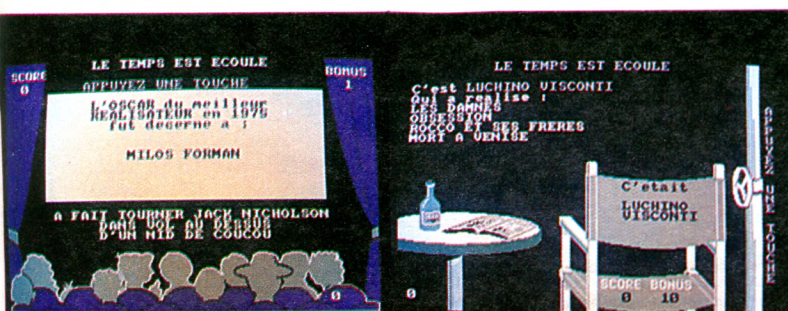 LE TEMPS EST ECOULE
SCORE
0
BONUS
1
APPUYEZ UNE TOUCHE
L'OSCAR du meilleur
REALISATEUR en 1975
fut decerne a :
MILOS FORMAN
A FAIT TOURNER JACK NICHOLSON
DANS VOL AU DESSUS
D'UN NID DE COUCOU
0
LE TEMPS EST ECOULE
C'est LUCHINO VISCONTI
Qui a realise :
LES DAMNES
OBSESSION
ROCCO ET SES FRERES
MORT A VENISE
APPUYEZ UNE TOUCHE
C'etait
LUCHINO
VISCONTI
SCORE BONUS
0 10
0